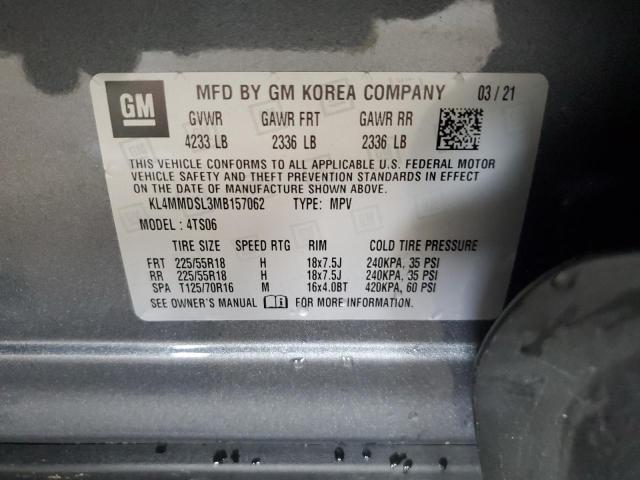 GM MFD BY GM KOREA COMPANY 03 / 21
GVWR GAWR FRT GAWR RR
4233 LB 2336 LB 2336 LB
THIS VEHICLE CONFORMS TO ALL APPLICABLE U.S. FEDERAL MOTOR
VEHICLE SAFETY AND THEFT PREVENTION STANDARDS IN EFFECT
ON THE DATE OF MANUFACTURE SHOWN ABOVE.
KL4MMDSL3MB157062 TYPE: MPV
MODEL : 4TS06
TIRE SIZE SPEED RTG RIM COLD TIRE PRESSURE
FRT 225/55R18 H 18x7.5J 240KPA, 35 PSI
RR 225/55R18 H 18x7.5J 240KPA, 35 PSI
SPA T125/70R16 M 16x4.0BT 420KPA, 60 PSI
SEE OWNER'S MANUAL FOR MORE INFORMATION.